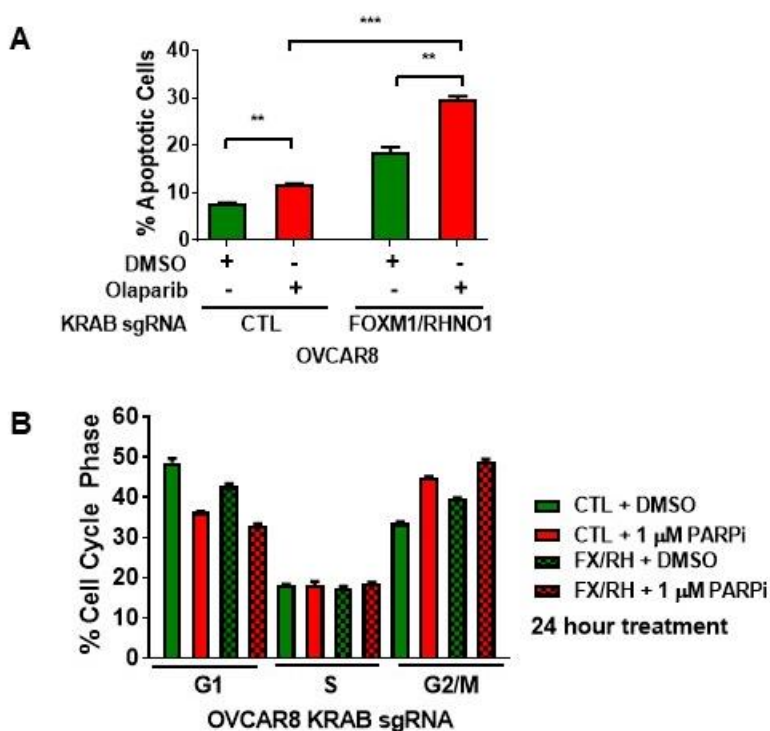 A
% Apoptotic Cells
40
30
20
10
0
**
***
**
DMSO + - + -
Olaparib - + - +
KRAB sgRNA CTL FOXM1/RHNO1
OVCAR8
B
% Cell Cycle Phase
60
50
40
30
20
10
0
G1 S G2/M
OVCAR8 KRAB sgRNA
CTL + DMSO
CTL + 1 μM PARPi
FX/RH + DMSO
FX/RH + 1 μM PARPi
24 hour treatment